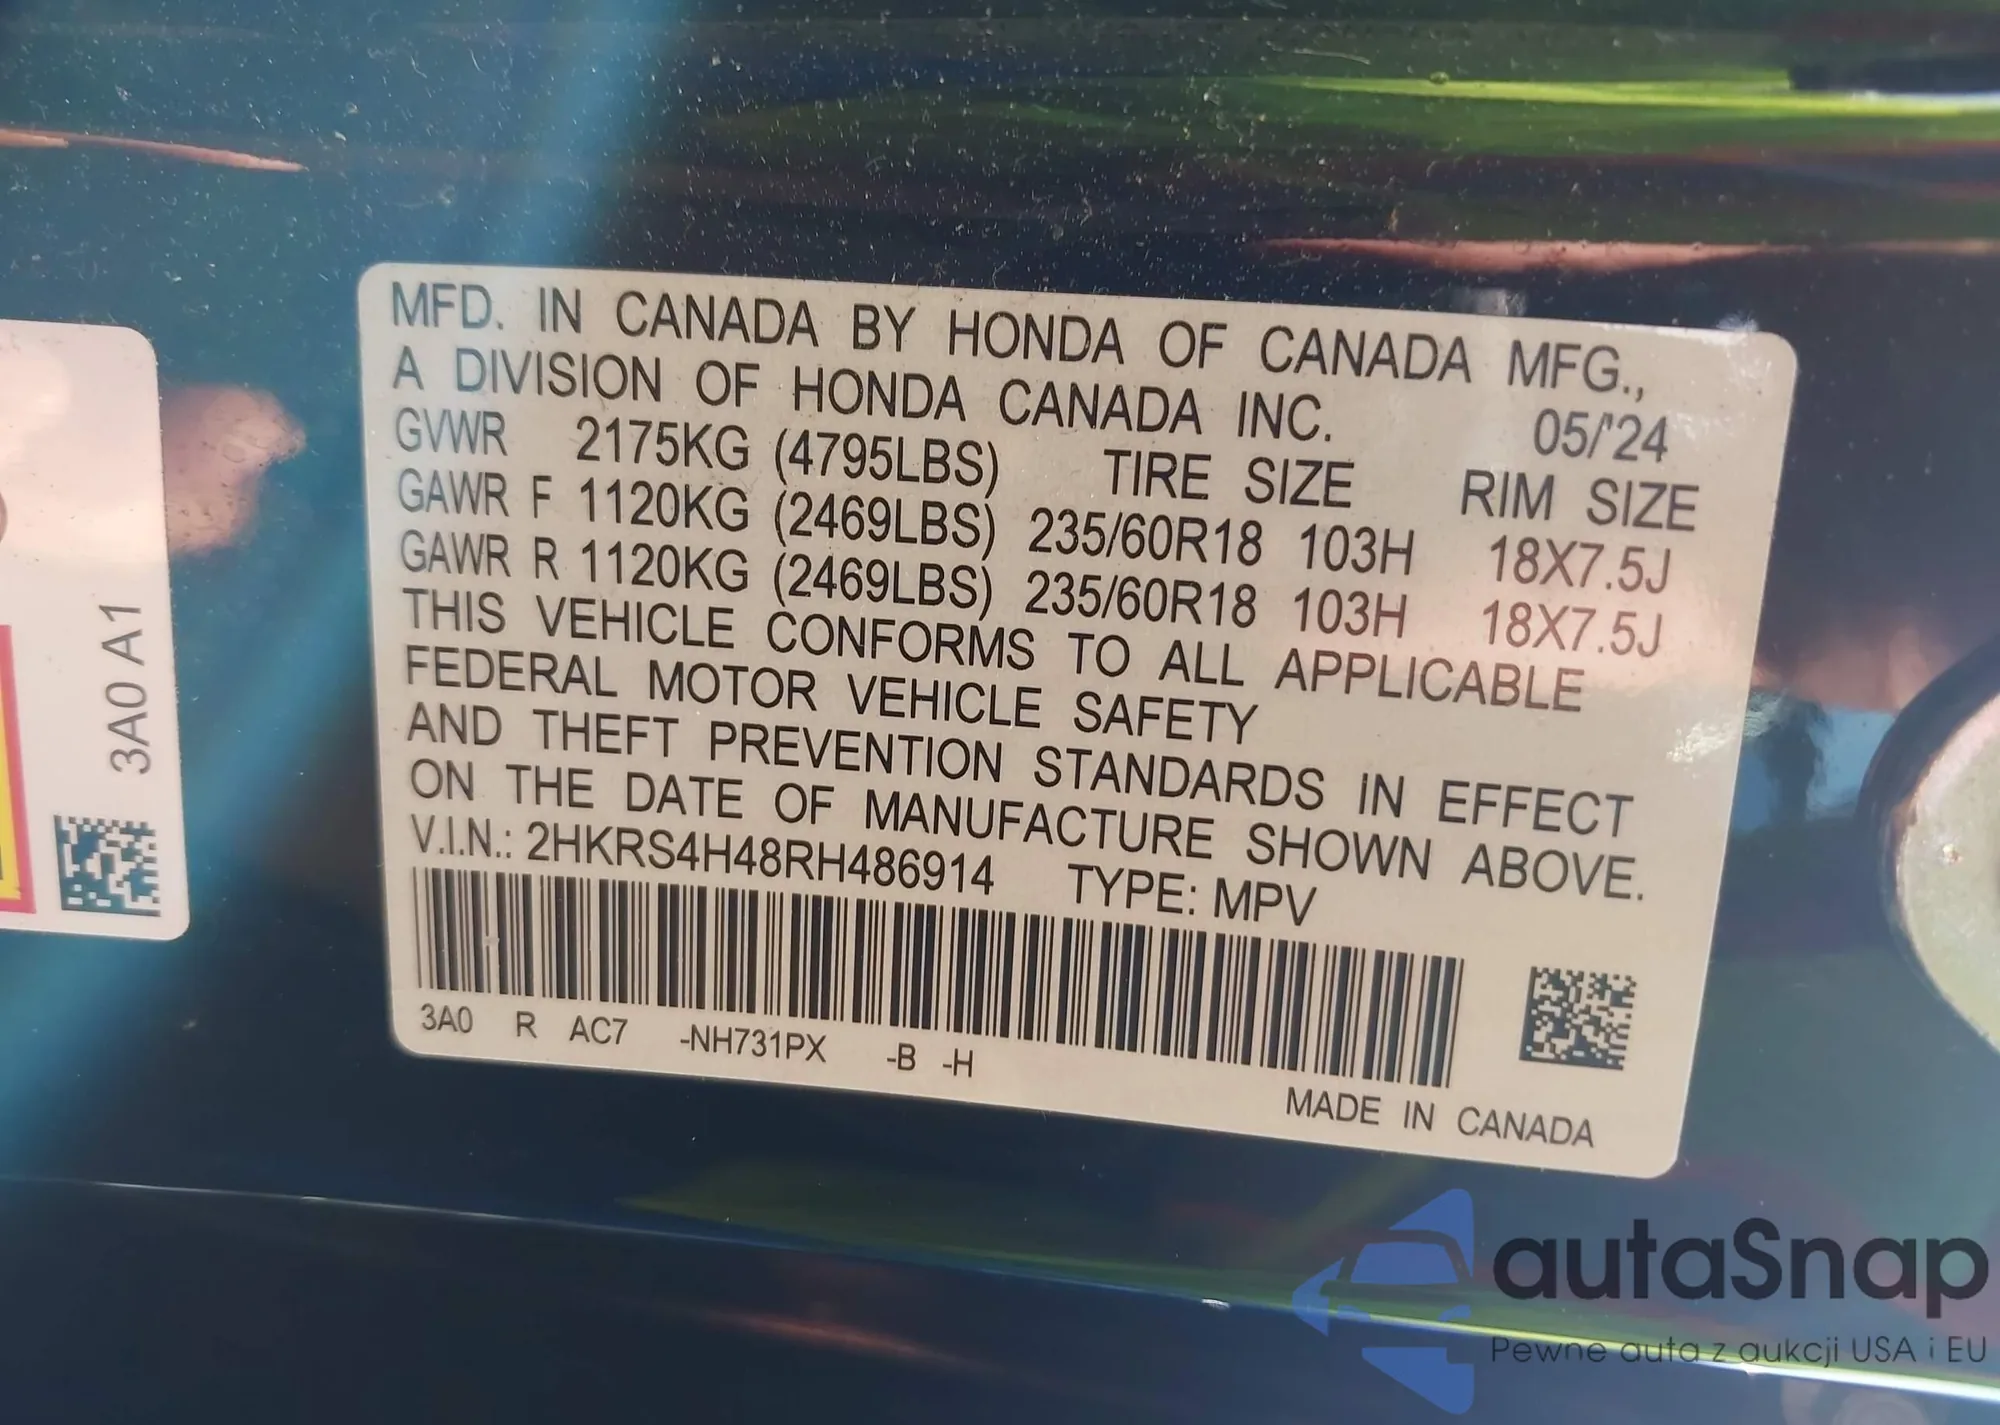 MFD. IN CANADA BY HONDA OF CANADA MFG.,
A DIVISION OF HONDA CANADA INC. 05/'24
GVWR 2175KG (4795LBS) TIRE SIZE RIM SIZE
GAWR F 1120KG (2469LBS) 235/60R18 103H 18X7.5J
GAWR R 1120KG (2469LBS) 235/60R18 103H 18X7.5J
THIS VEHICLE CONFORMS TO ALL APPLICABLE
FEDERAL MOTOR VEHICLE SAFETY
AND THEFT PREVENTION STANDARDS IN EFFECT
ON THE DATE OF MANUFACTURE SHOWN ABOVE.
V.I.N.: 2HKRS4H48RH486914 TYPE: MPV
3A0 R AC7 -NH731PX -B -H
MADE IN CANADA
3A0 A1
autaSnap
Pewne auta z aukcji USA i EU